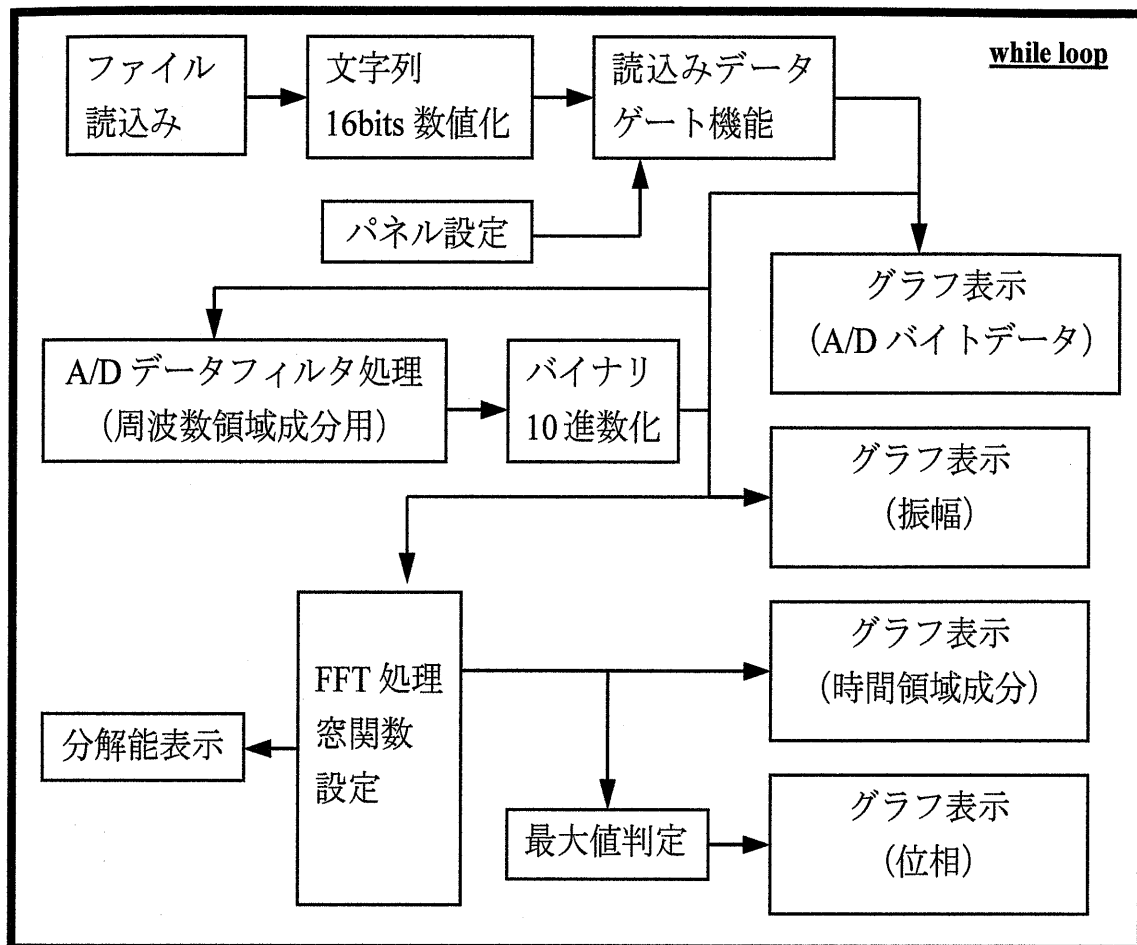 while loop
ファイル
読込み
文字列
16bits 数値化
読込みデータ
ゲート機能
パネル設定
グラフ表示
（A/D バイトデータ）
A/D データフィルタ処理
（周波数領域成分用）
バイナリ
10 進数化
グラフ表示
（振幅）
FFT 処理
窓関数
設定
グラフ表示
（時間領域成分）
分解能表示
最大値判定
グラフ表示
（位相）